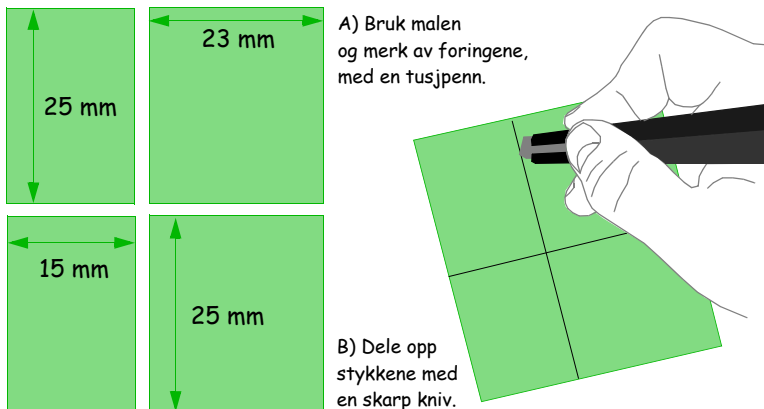 25 mm
23 mm
15 mm
25 mm
A) Bruk malen
og merk av foringene,
med en tusjpenn.
B) Dele opp
stykkene med
en skarp kniv.